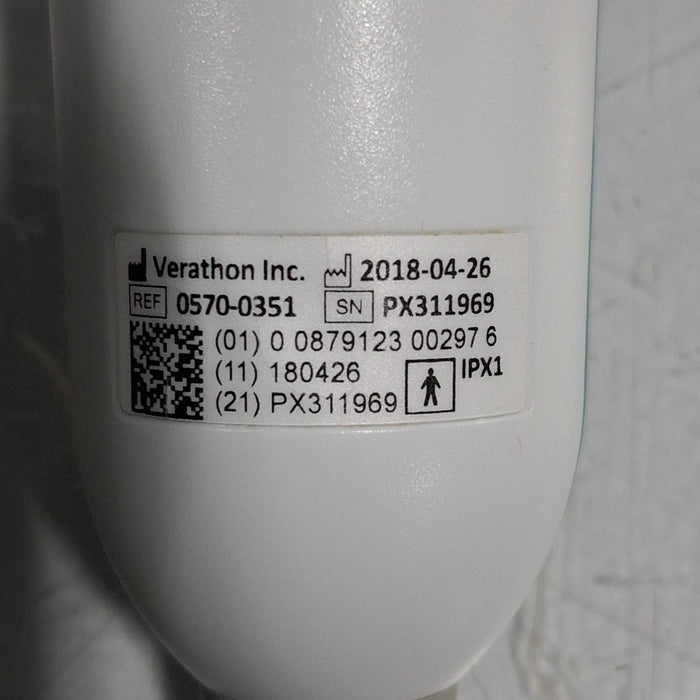 Verathon Inc. 2018-04-26
REF 0570-0351 SN PX311969
(01) 0 0879123 00297 6
(11) 180426 IPX1
(21) PX311969